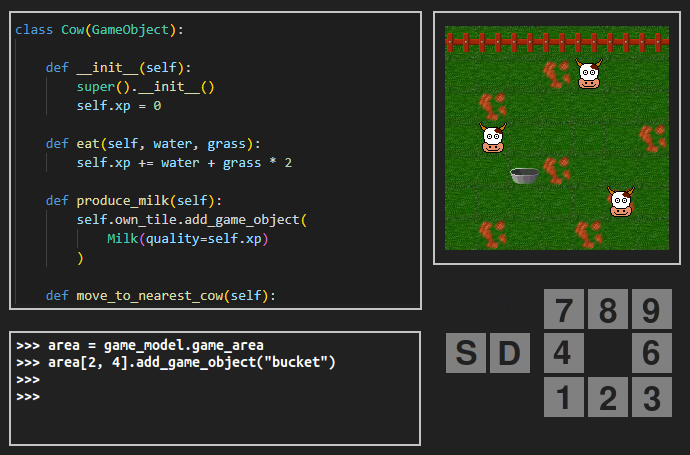 class Cow(GameObject):
def __init__(self):
super().__init__()
self.xp = 0
def eat(self, water, grass):
self.xp += water + grass * 2
def produce_milk(self):
self.own_tile.add_game_object(
Milk(quality=self.xp)
)
def move_to_nearest_cow(self):
>>> area = game_model.game_area
>>> area[2, 4].add_game_object("bucket")
>>>
>>>
7 8 9
S D 4 6
1 2 3